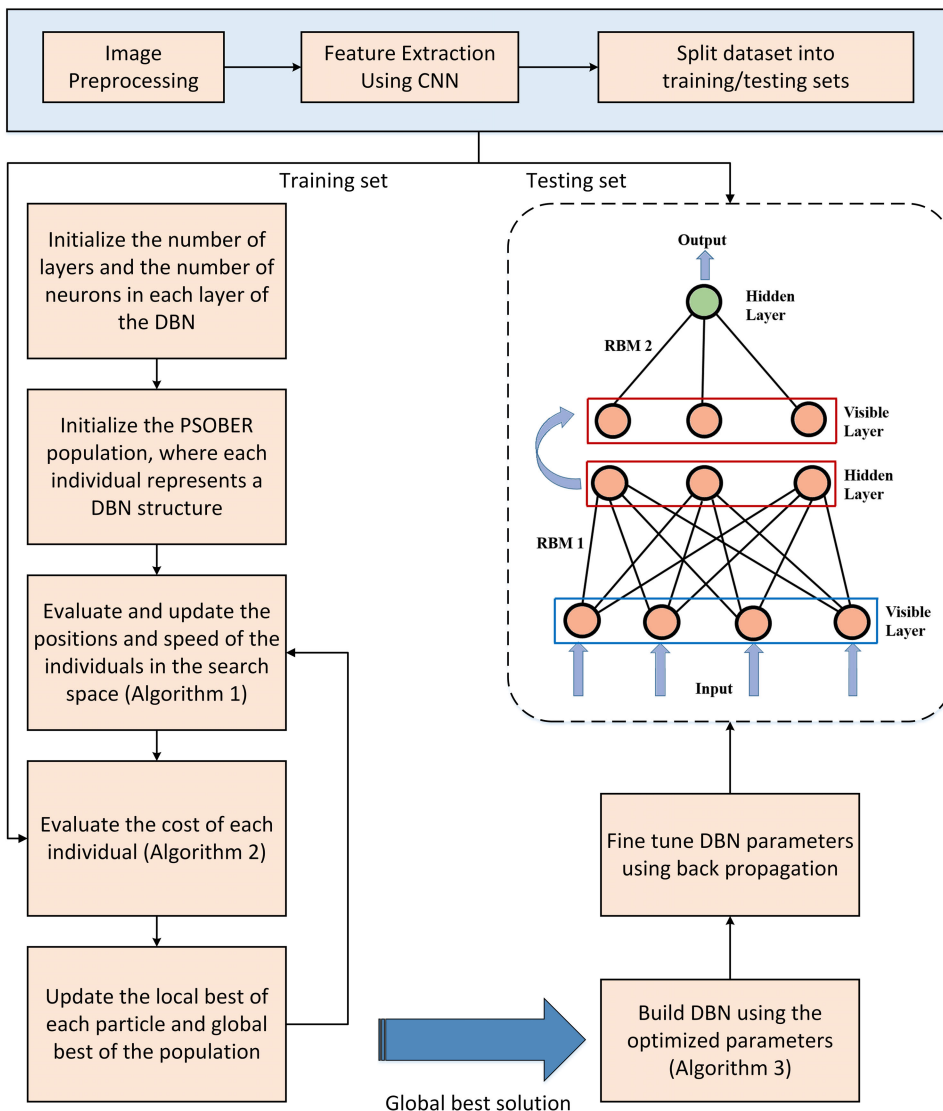 Image
Preprocessing
Feature Extraction
Using CNN
Split dataset into
training/testing sets
Training set
Testing set
Initialize the number of
layers and the number of
neurons in each layer of
the DBN
Initialize the PSOBER
population, where each
individual represents a
DBN structure
Evaluate and update the
positions and speed of the
individuals in the search
space (Algorithm 1)
Evaluate the cost of each
individual (Algorithm 2)
Update the local best of
each particle and global
best of the population
Global best solution
Output
Hidden
Layer
RBM 2
Visible
Layer
Hidden
Layer
RBM 1
Visible
Layer
Input
Fine tune DBN parameters
using back propagation
Build DBN using the
optimized parameters
(Algorithm 3)